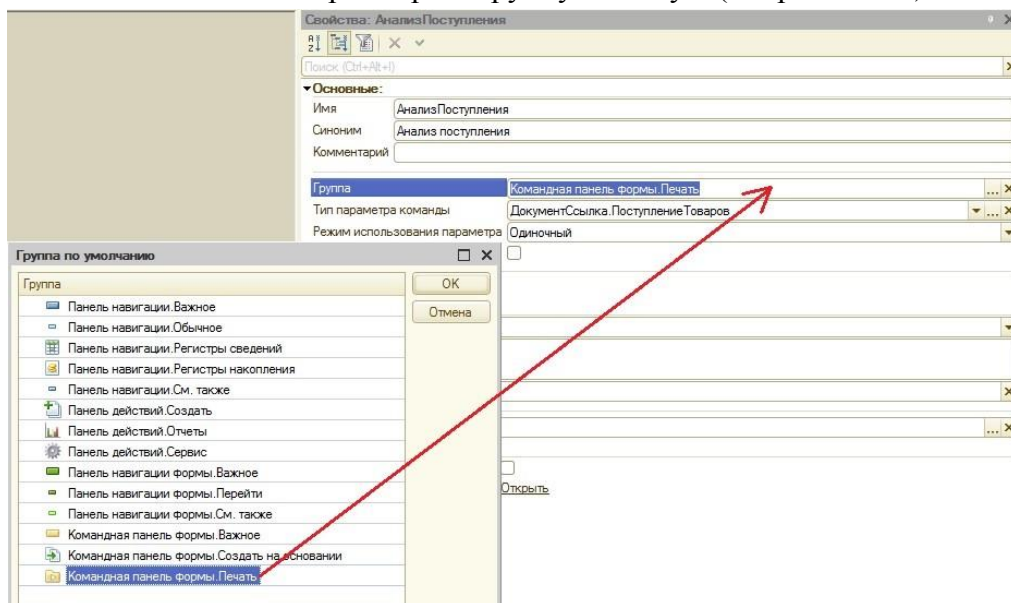 Свойства: АнализПоступления
Поиск (Ctrl+Alt+I)
Основные:
Имя АнализПоступления
Синоним Анализ поступления
Комментарий
Группа Командная панель формы.Печать
Тип параметра команды ДокументСсылка.ПоступлениеТоваров
Режим использования параметра Одиночный
Группа по умолчанию
Группа
OK
Отмена
Панель навигации.Важное
Панель навигации.Обычное
Панель навигации.Регистры сведений
Панель навигации.Регистры накопления
Панель навигации.См. также
Панель действий.Создать
Панель действий.Отчеты
Панель действий.Сервис
Панель навигации формы.Важное
Панель навигации формы.Перейти
Панель навигации формы.См. также
Командная панель формы.Важное
Командная панель формы.Создать на основании
Командная панель формы.Печать
Открыть